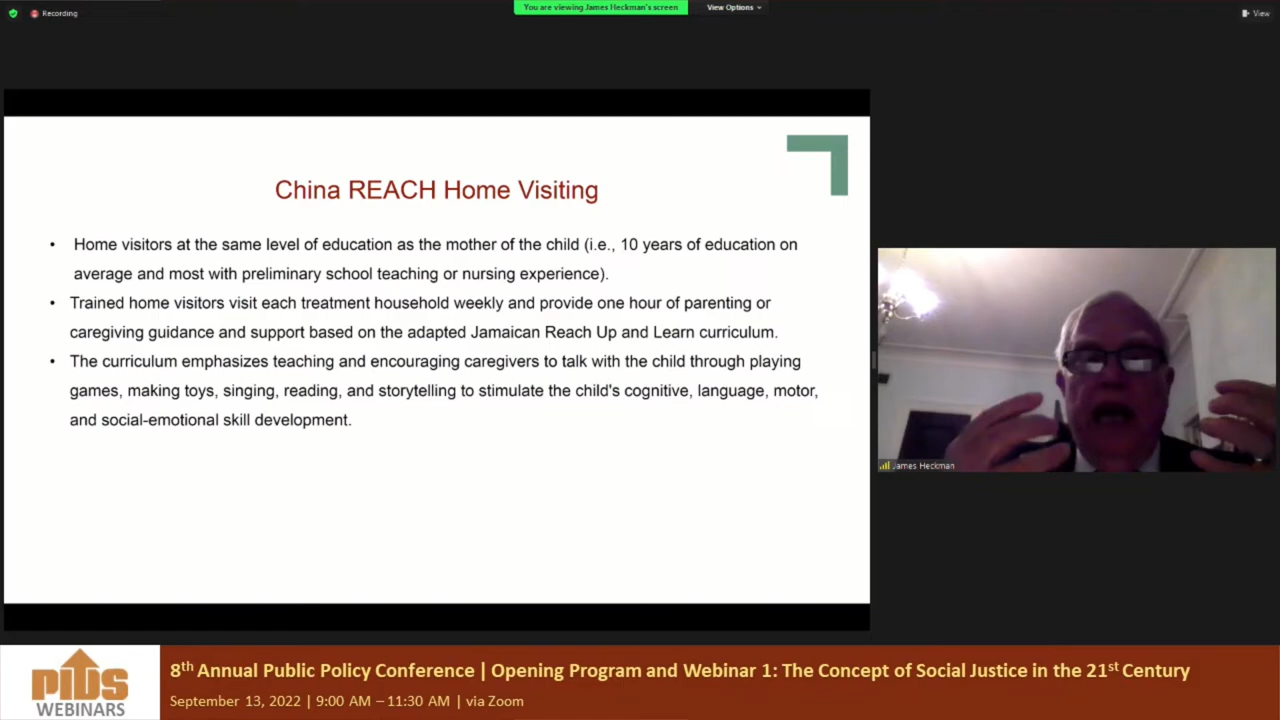 Recording
You are viewing James Heckman's screen
View Options
View
China REACH Home Visiting
• Home visitors at the same level of education as the mother of the child (i.e., 10 years of education on
average and most with preliminary school teaching or nursing experience).
• Trained home visitors visit each treatment household weekly and provide one hour of parenting or
caregiving guidance and support based on the adapted Jamaican Reach Up and Learn curriculum.
• The curriculum emphasizes teaching and encouraging caregivers to talk with the child through playing
games, making toys, singing, reading, and storytelling to stimulate the child's cognitive, language, motor,
and social-emotional skill development.
James Heckman
PIDS
WEBINARS
8th Annual Public Policy Conference | Opening Program and Webinar 1: The Concept of Social Justice in the 21st Century
September 13, 2022 | 9:00 AM – 11:30 AM | via Zoom